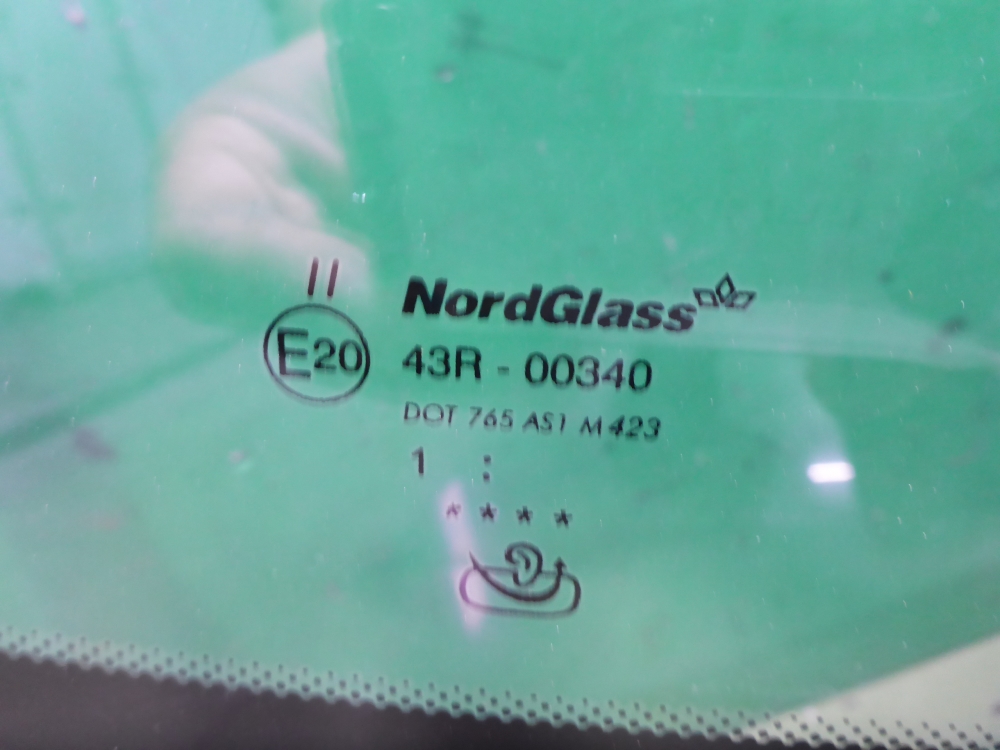 II
NordGlass
E20 43R - 00340
DOT 765 AS1 M423
1 :
* * * *